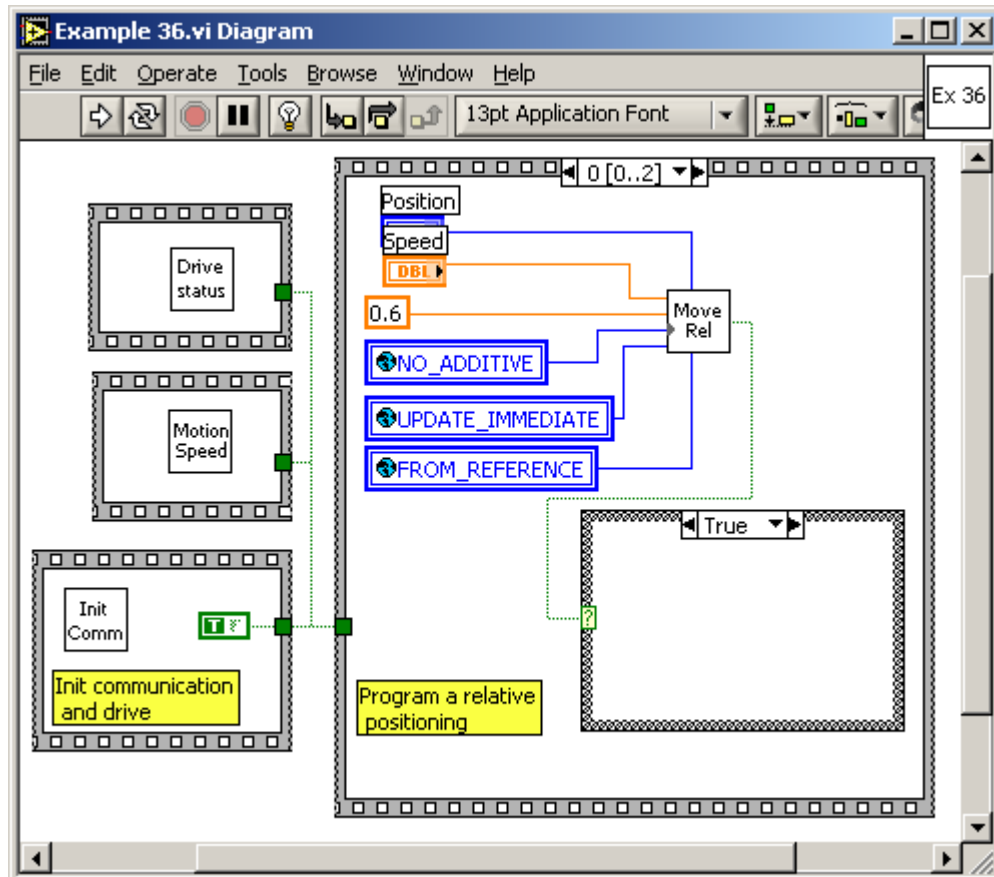 Example 36.vi Diagram
File Edit Operate Tools Browse Window Help
13pt Application Font
Ex 36
0 [0..2]
Position
Speed
DBL
0.6
NO_ADDITIVE
UPDATE_IMMEDIATE
FROM_REFERENCE
Move
Rel
True
?
Drive
status
Motion
Speed
Init
Comm
T
Init communication
and drive
Program a relative
positioning